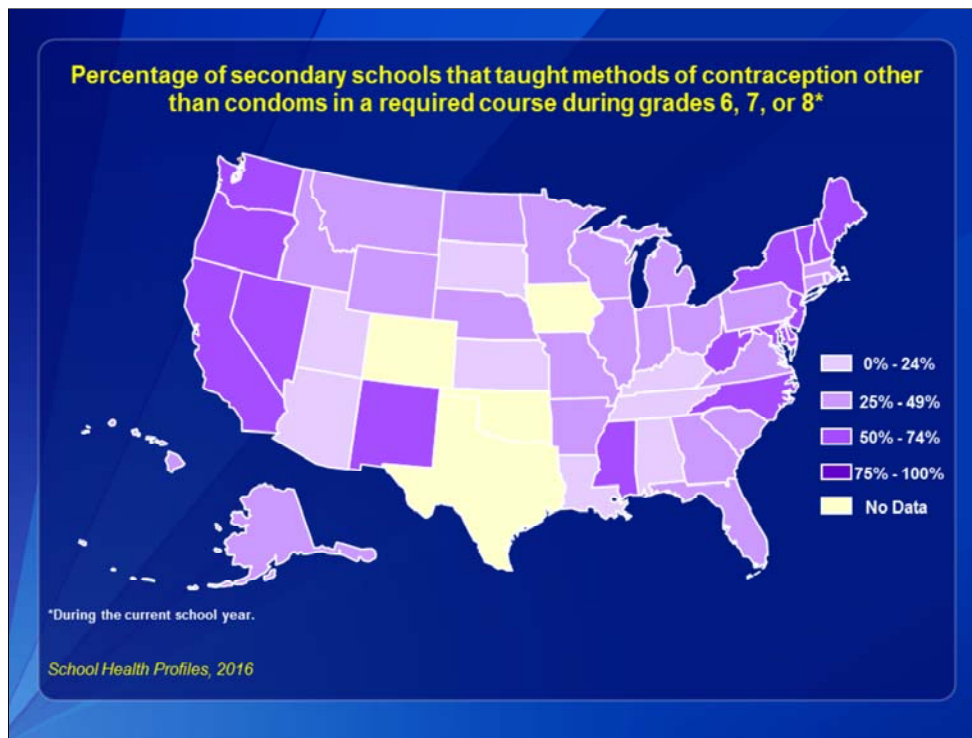 Percentage of secondary schools that taught methods of contraception other
than condoms in a required course during grades 6, 7, or 8*
0% - 24%
25% - 49%
50% - 74%
75% - 100%
No Data
*During the current school year.
School Health Profiles, 2016